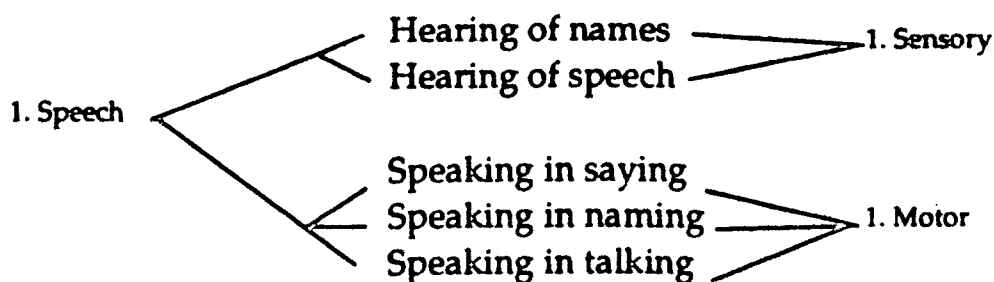 Hearing of names
1. Sensory
Hearing of speech
1. Speech
Speaking in saying
Speaking in naming
1. Motor
Speaking in talking